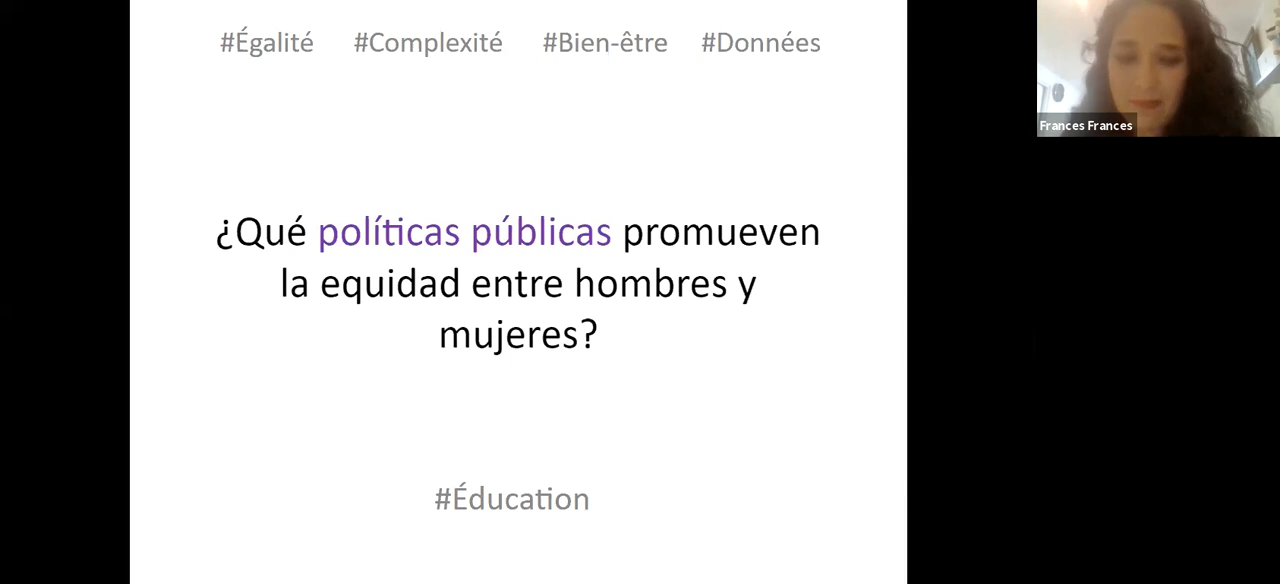 #Égalité #Complexité #Bien-être #Données
Frances Frances
¿Qué políticas públicas promueven
la equidad entre hombres y
mujeres?
#Éducation